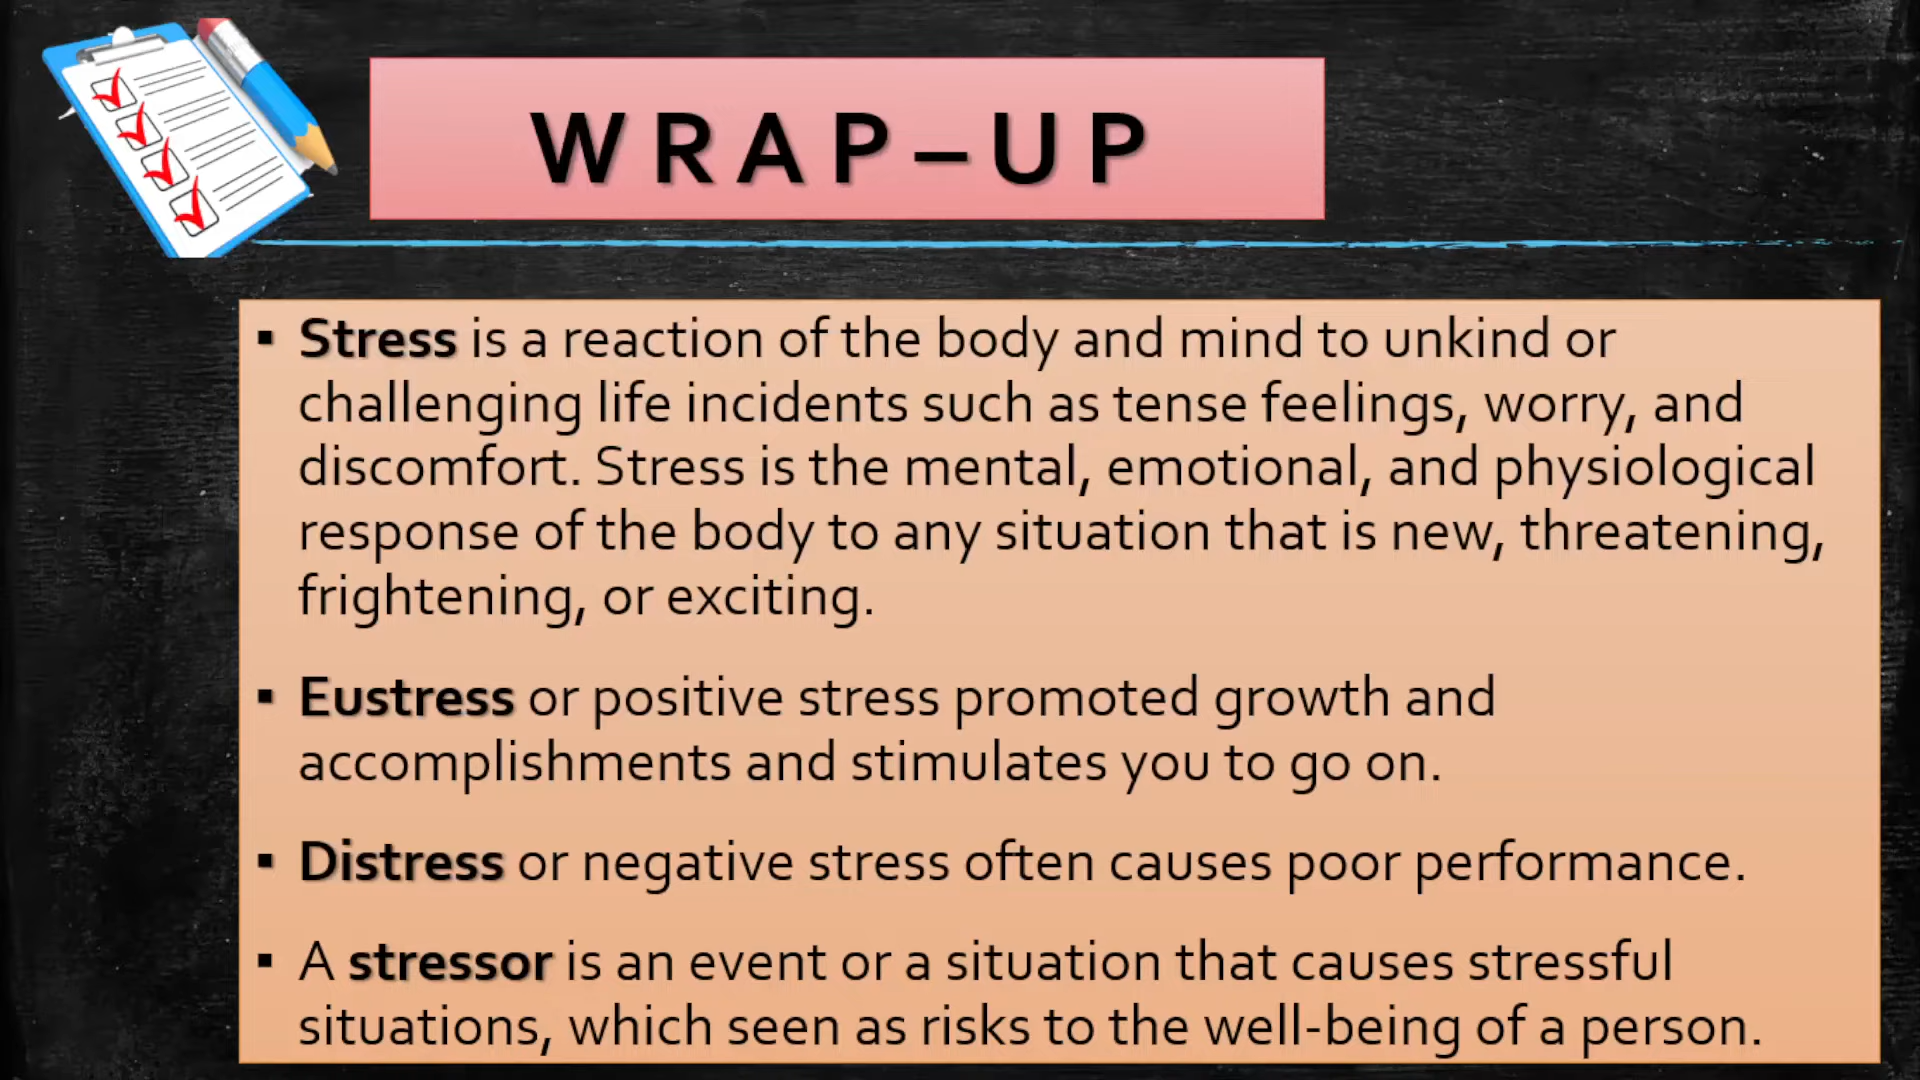 WRAP–UP
▪ Stress is a reaction of the body and mind to unkind or
challenging life incidents such as tense feelings, worry, and
discomfort. Stress is the mental, emotional, and physiological
response of the body to any situation that is new, threatening,
frightening, or exciting.
▪ Eustress or positive stress promoted growth and
accomplishments and stimulates you to go on.
▪ Distress or negative stress often causes poor performance.
▪ A stressor is an event or a situation that causes stressful
situations, which seen as risks to the well-being of a person.